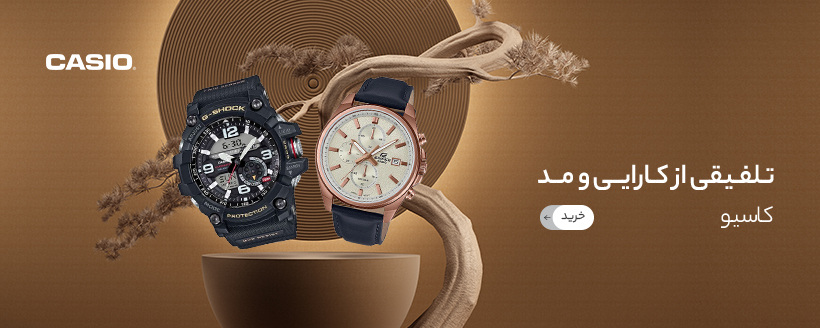 CASIO
G-SHOCK
PROTECTION
تلفیقی از کارایی و مد
کاسیو
خرید